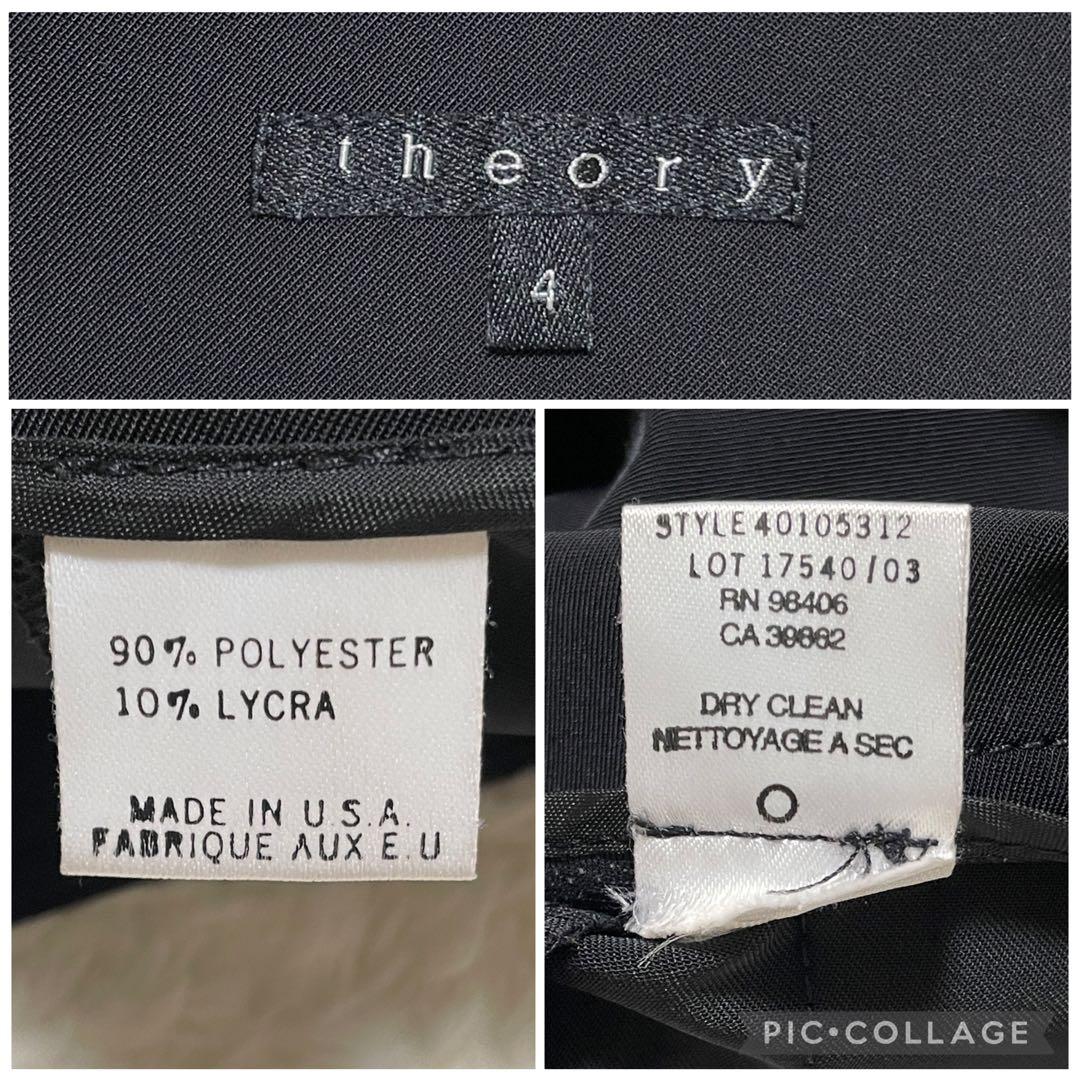 theory
4
90% POLYESTER
10% LYCRA
MADE IN U.S.A.
FABRIQUE AUX E.U
STYLE 40105312
LOT 17540/03
RN 98406
CA 39662
DRY CLEAN
NETTOYAGE A SEC
PIC•COLLAGE